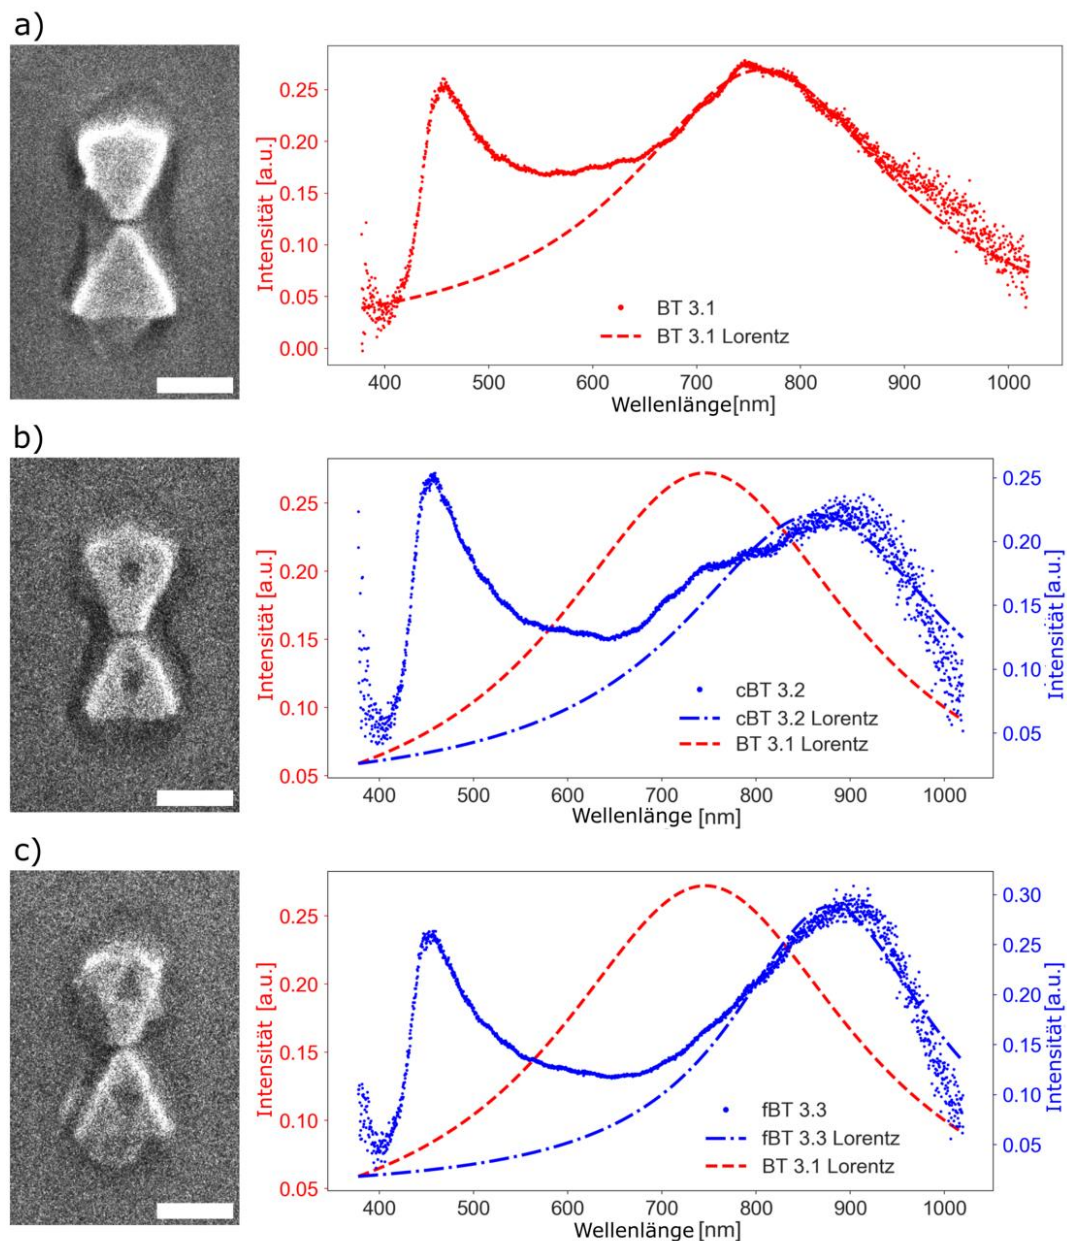 a)
Intensität [a.u.]
0.25
0.20
0.15
0.10
0.05
0.00
BT 3.1
BT 3.1 Lorentz
400 500 600 700 800 900 1000
Wellenlänge[nm]
b)
Intensität [a.u.]
0.25
0.20
0.15
0.10
0.05
cBT 3.2
cBT 3.2 Lorentz
BT 3.1 Lorentz
0.25
0.20
0.15
0.10
0.05
Intensität [a.u.]
400 500 600 700 800 900 1000
Wellenlänge [nm]
c)
Intensität [a.u.]
0.25
0.20
0.15
0.10
0.05
fBT 3.3
fBT 3.3 Lorentz
BT 3.1 Lorentz
0.30
0.25
0.20
0.15
0.10
0.05
Intensität [a.u.]
400 500 600 700 800 900 1000
Wellenlänge [nm]